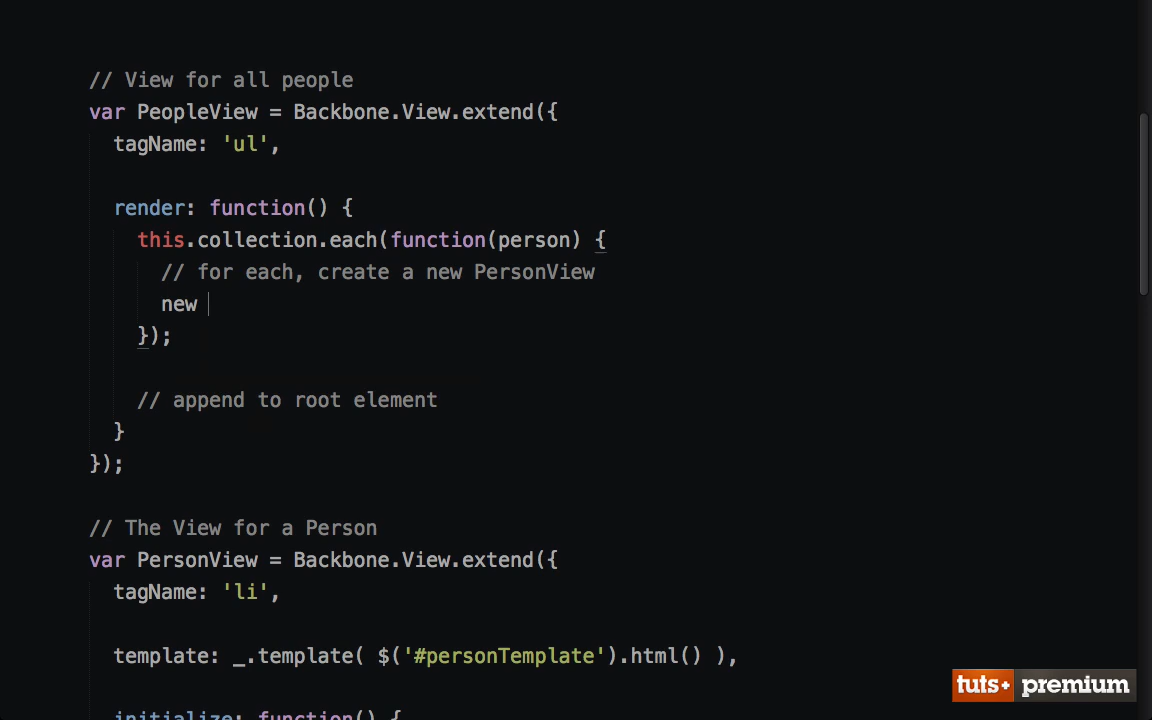 // View for all people
var PeopleView = Backbone.View.extend({
tagName: 'ul',
render: function() {
this.collection.each(function(person) {
// for each, create a new PersonView
new
});
// append to root element
}
});
// The View for a Person
var PersonView = Backbone.View.extend({
tagName: 'li',
template: _.template( $('#personTemplate').html() ),
initialize: function() {
tuts+ premium